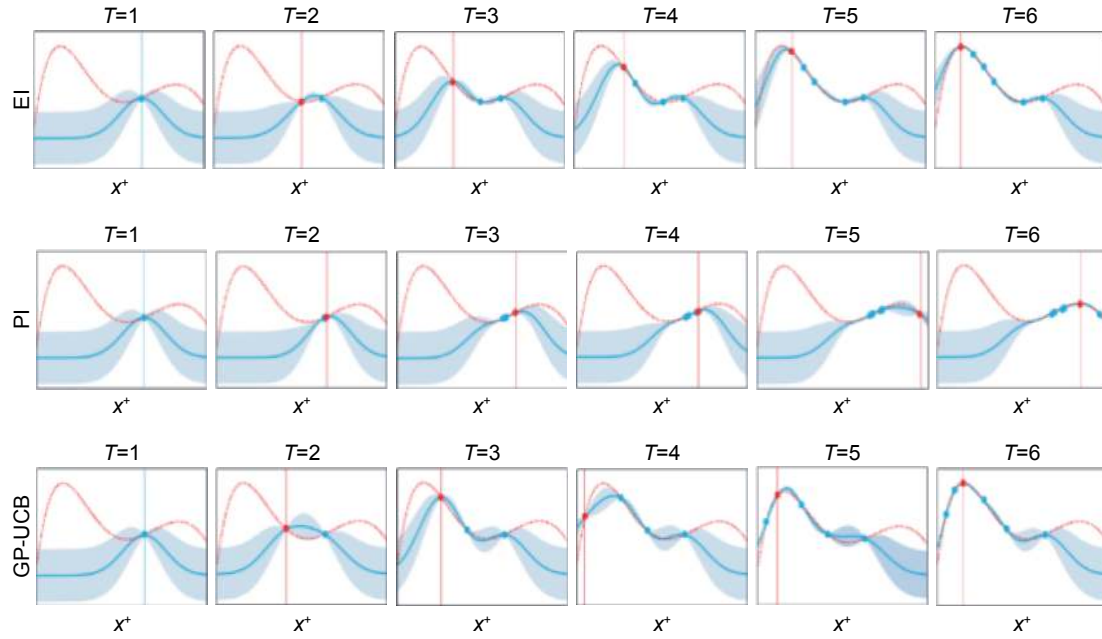 T=1 T=2 T=3 T=4 T=5 T=6
EI
x⁺ x⁺ x⁺ x⁺ x⁺ x⁺
T=1 T=2 T=3 T=4 T=5 T=6
PI
x⁺ x⁺ x⁺ x⁺ x⁺ x⁺
T=1 T=2 T=3 T=4 T=5 T=6
GP-UCB
x⁺ x⁺ x⁺ x⁺ x⁺ x⁺